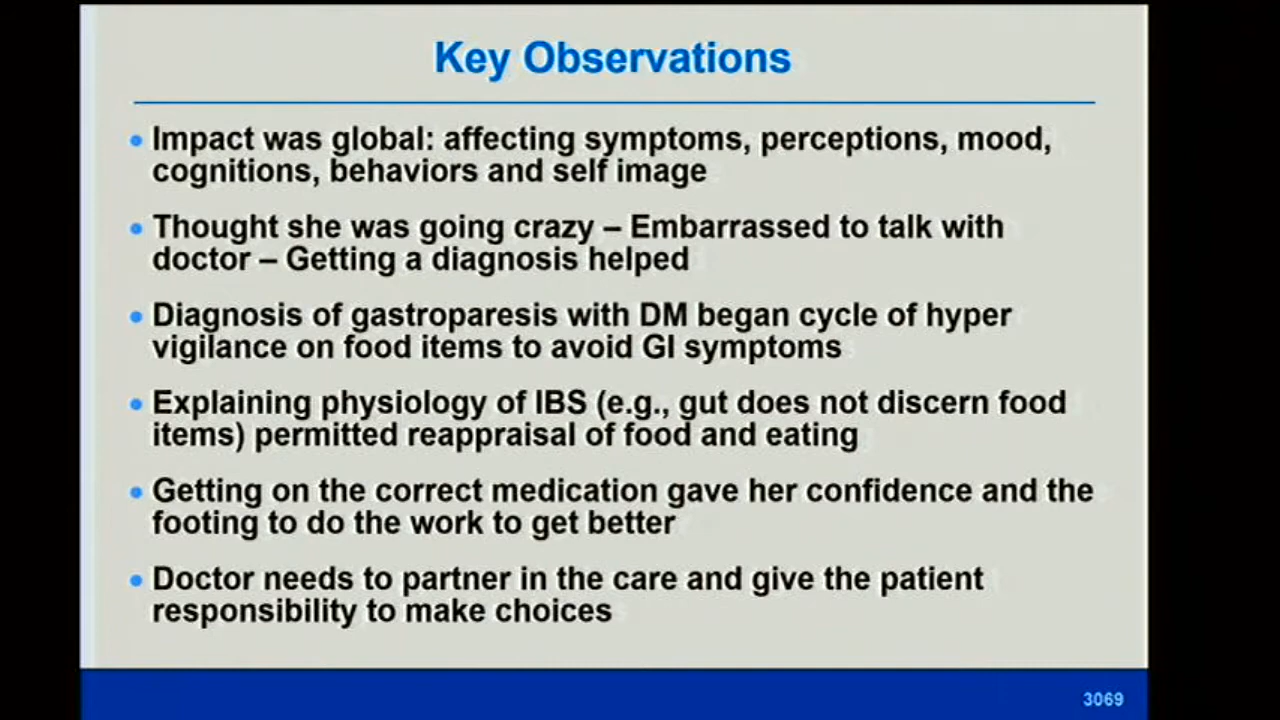 Key Observations
• Impact was global: affecting symptoms, perceptions, mood,
cognitions, behaviors and self image
• Thought she was going crazy – Embarrassed to talk with
doctor – Getting a diagnosis helped
• Diagnosis of gastroparesis with DM began cycle of hyper
vigilance on food items to avoid GI symptoms
• Explaining physiology of IBS (e.g., gut does not discern food
items) permitted reappraisal of food and eating
• Getting on the correct medication gave her confidence and the
footing to do the work to get better
• Doctor needs to partner in the care and give the patient
responsibility to make choices
3069